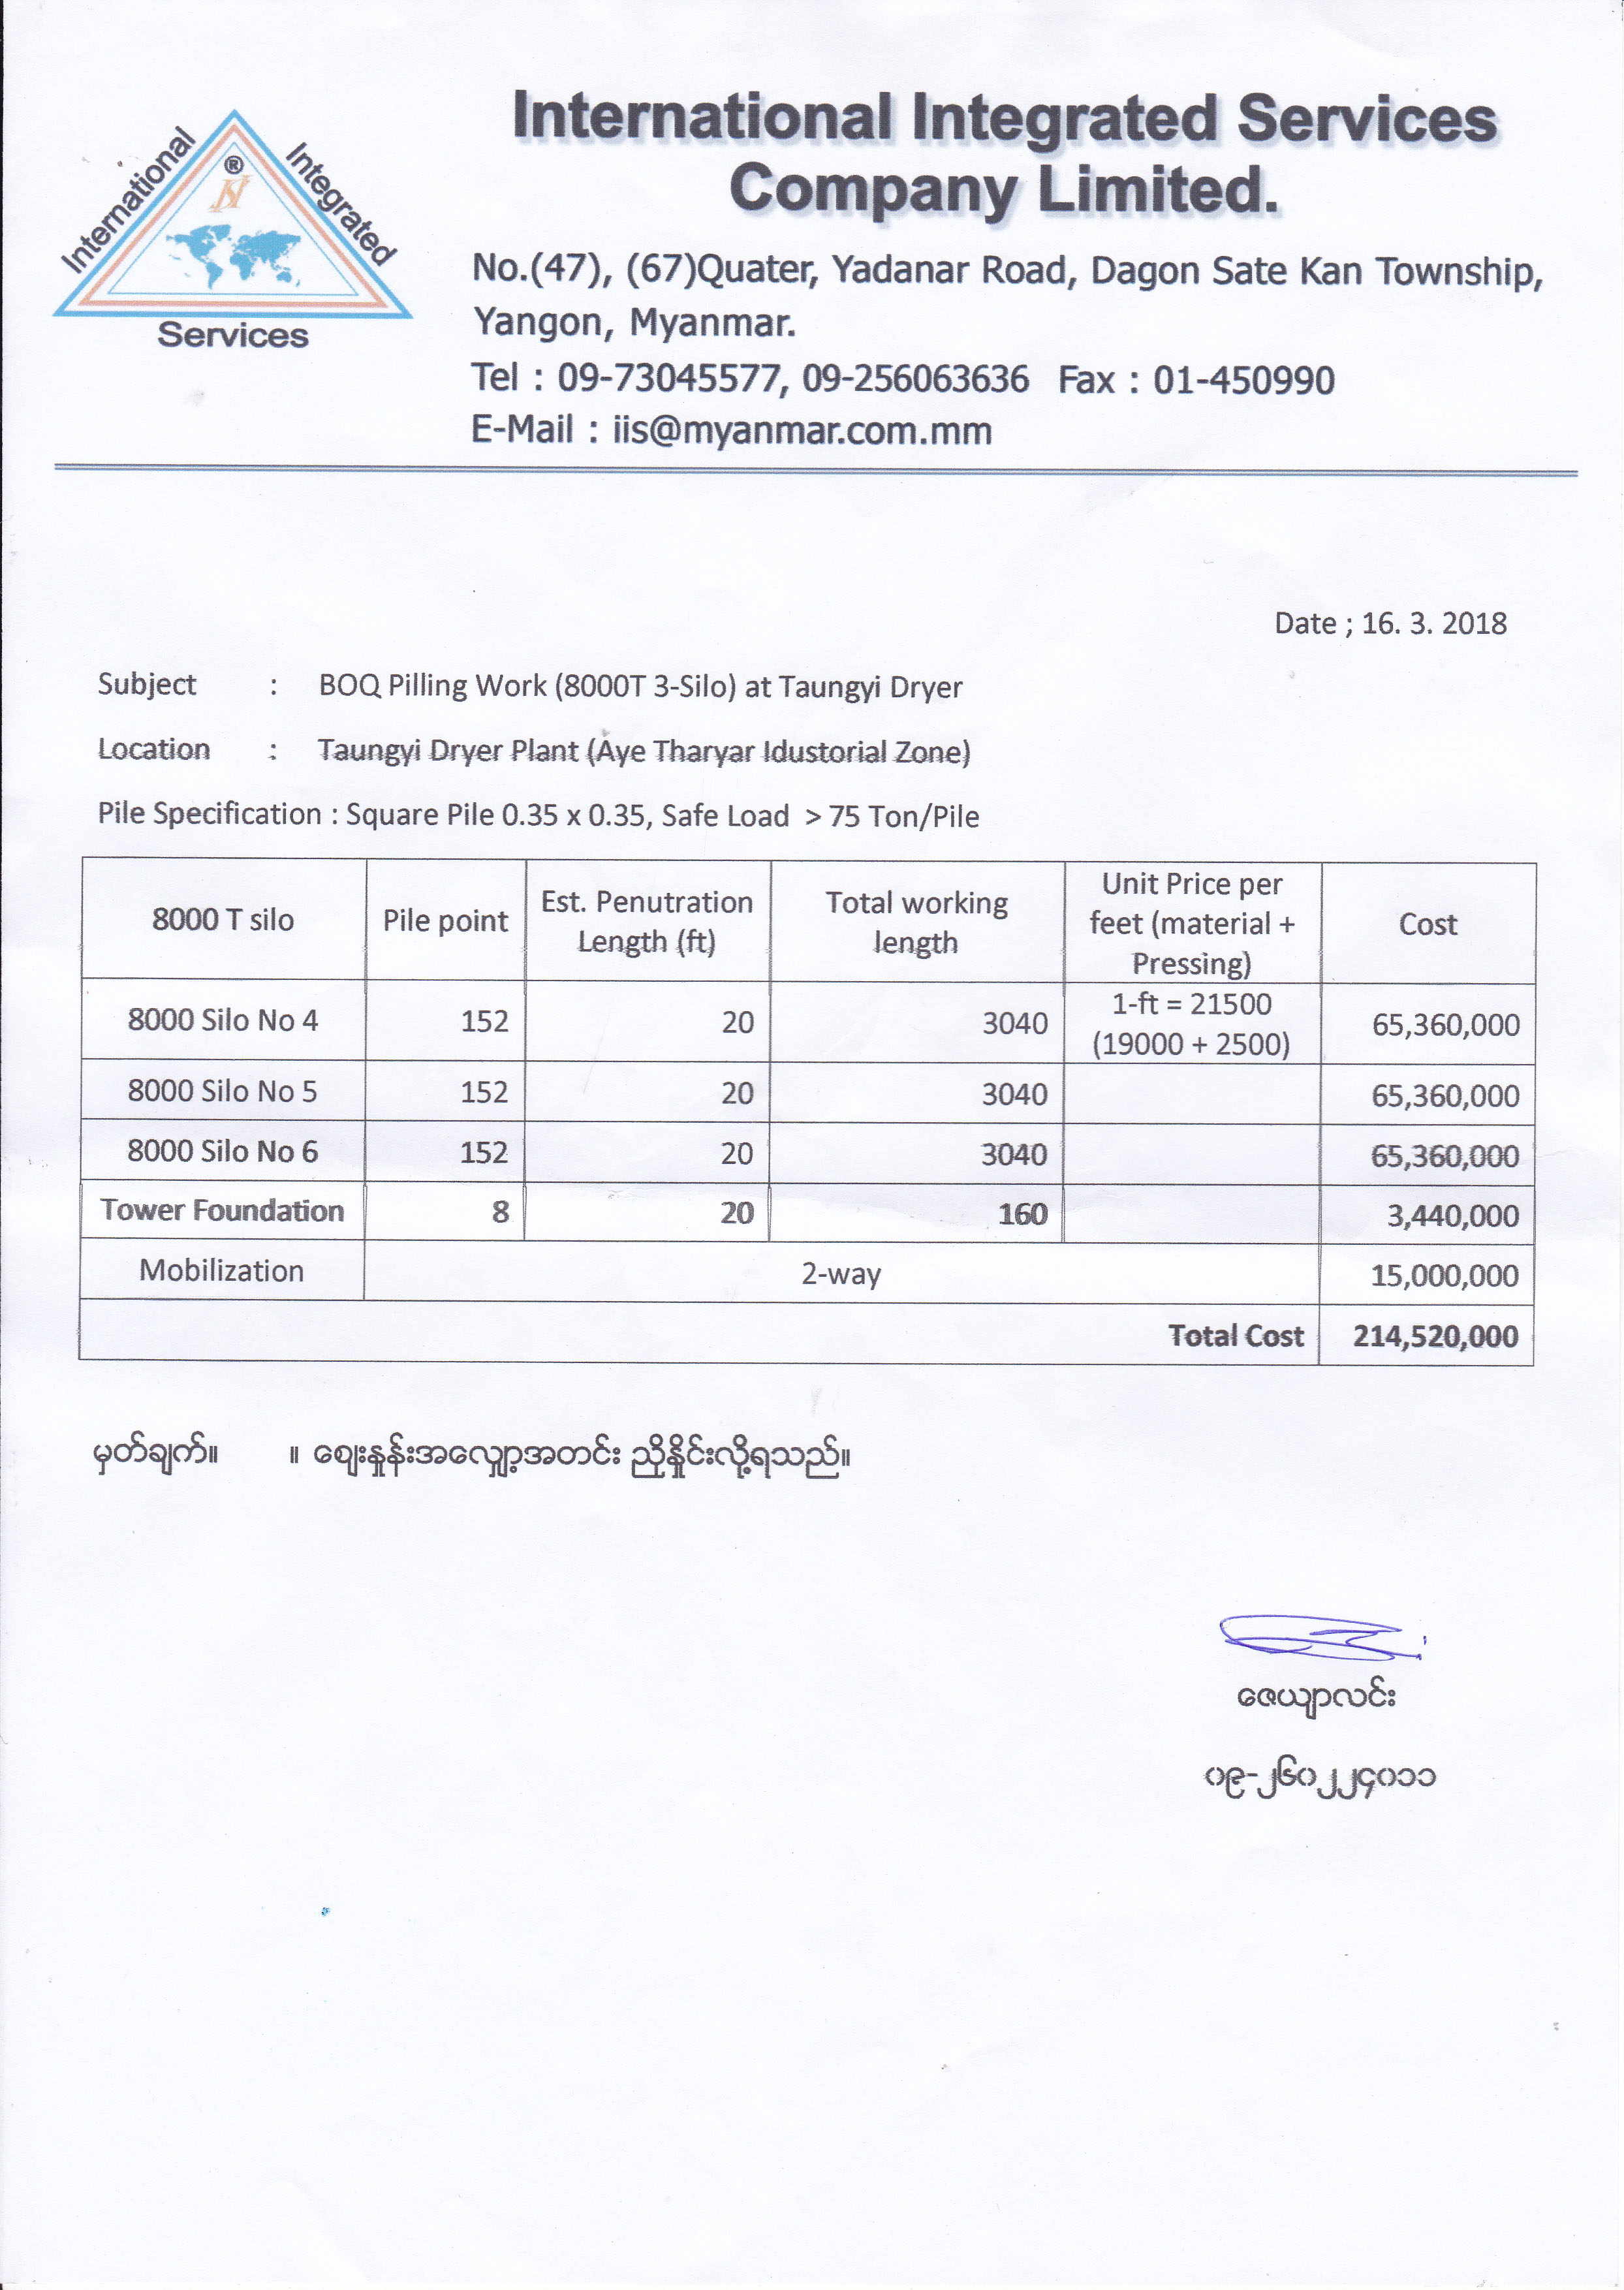 International Integrated Services
®
International Integrated Services
Company Limited.
No.(47), (67)Quater, Yadanar Road, Dagon Sate Kan Township,
Yangon, Myanmar.
Tel : 09-73045577, 09-256063636 Fax : 01-450990
E-Mail : iis@myanmar.com.mm
Date ; 16. 3. 2018
Subject : BOQ Pilling Work (8000T 3-Silo) at Taungyi Dryer
Location : Taungyi Dryer Plant (Aye Tharyar Idustorial Zone)
Pile Specification : Square Pile 0.35 x 0.35, Safe Load > 75 Ton/Pile
8000 T silo Pile point Est. Penutration Length (ft) Total working length Unit Price per feet (material + Pressing) Cost
8000 Silo No 4 152 20 3040 1-ft = 21500 (19000 + 2500) 65,360,000
8000 Silo No 5 152 20 3040 65,360,000
8000 Silo No 6 152 20 3040 65,360,000
Tower Foundation 8 20 160 3,440,000
Mobilization 2-way 15,000,000
Total Cost 214,520,000
မှတ်ချက်။ ။ ဈေးနှုန်းအလျှော့အတင်း ညှိနှိုင်းလို့ရသည်။
ဇေယျာလင်း
၀၉-၂၆၀၂၂၄၀၁၁